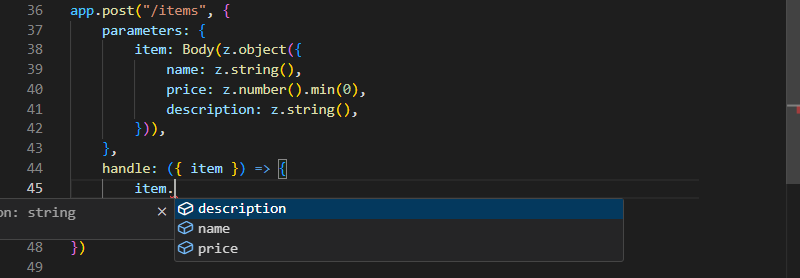 36 app.post("/items", {
37 parameters: {
38 item: Body(z.object({
39 name: z.string(),
40 price: z.number().min(0),
41 description: z.string(),
42 })),
43 },
44 handle: ({ item }) => {
45 item.
on: string × description
name
price
48 })
49